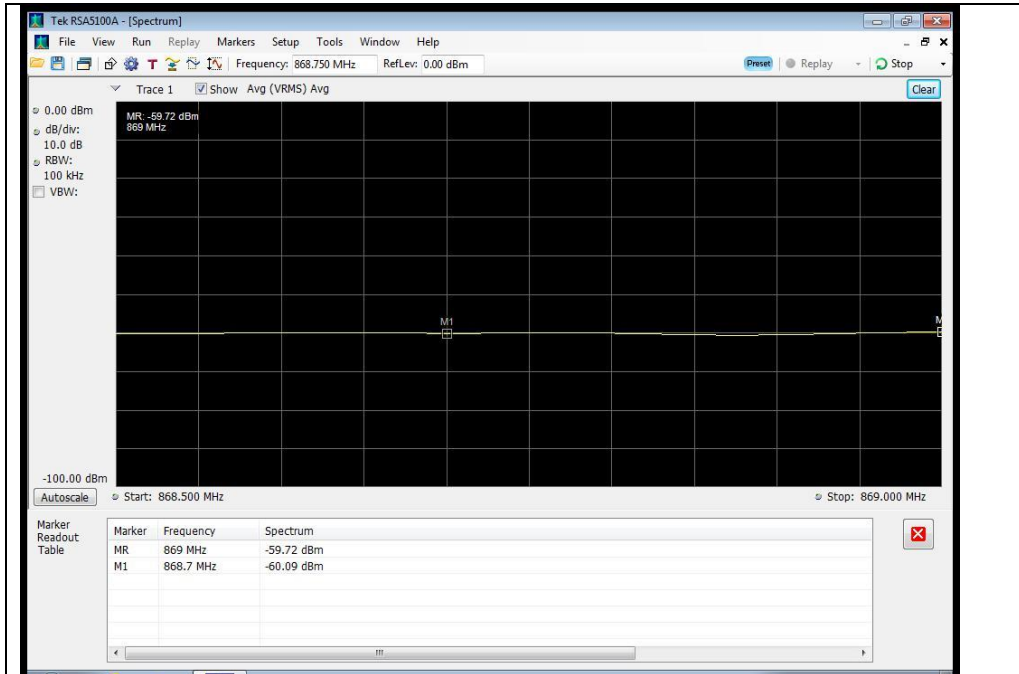 Tek RSA5100A - [Spectrum]
File View Run Replay Markers Setup Tools Window Help
T Frequency: 868.750 MHz RefLev: 0.00 dBm Preset Replay Stop
Trace 1 Show Avg (VRMS) Avg Clear
0.00 dBm
dB/div:
10.0 dB
RBW:
100 kHz
VBW:
MR: -59.72 dBm
869 MHz
M1
M
-100.00 dBm
Autoscale Start: 868.500 MHz Stop: 869.000 MHz
Marker
Readout
Table
Marker Frequency Spectrum
MR 869 MHz -59.72 dBm
M1 868.7 MHz -60.09 dBm